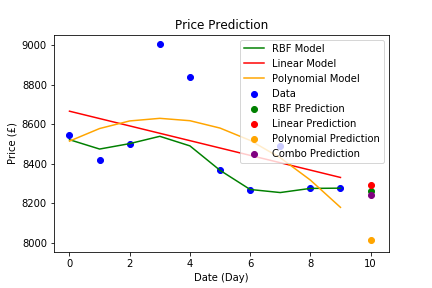 Price Prediction
9000
8800
8600
8400
8200
8000
Price (£)
RBF Model
Linear Model
Polynomial Model
Data
RBF Prediction
Linear Prediction
Polynomial Prediction
Combo Prediction
0
2
4
6
8
10
Date (Day)